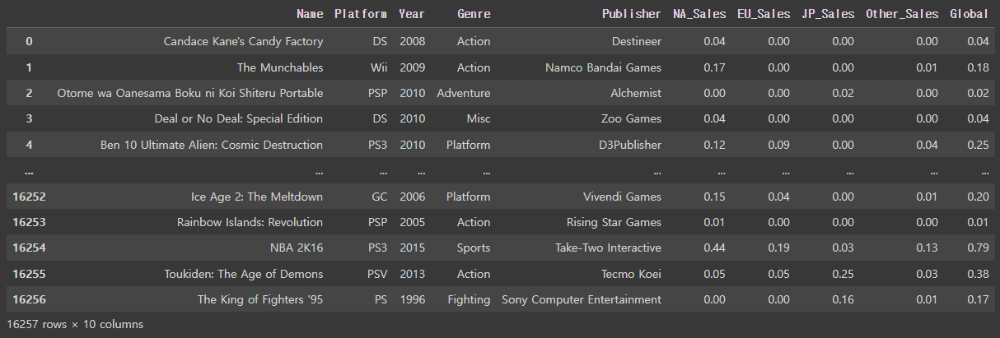 Name Platform Year Genre Publisher NA_Sales EU_Sales JP_Sales Other_Sales Global
0 Candace Kane's Candy Factory DS 2008 Action Destineer 0.04 0.00 0.00 0.00 0.04
1 The Munchables Wii 2009 Action Namco Bandai Games 0.17 0.00 0.00 0.01 0.18
2 Otome wa Oanesama Boku ni Koi Shiteru Portable PSP 2010 Adventure Alchemist 0.00 0.00 0.02 0.00 0.02
3 Deal or No Deal: Special Edition DS 2010 Misc Zoo Games 0.04 0.00 0.00 0.00 0.04
4 Ben 10 Ultimate Alien: Cosmic Destruction PS3 2010 Platform D3Publisher 0.12 0.09 0.00 0.04 0.25
... ... ... ... ... ... ... ... ... ... ...
16252 Ice Age 2: The Meltdown GC 2006 Platform Vivendi Games 0.15 0.04 0.00 0.01 0.20
16253 Rainbow Islands: Revolution PSP 2005 Action Rising Star Games 0.01 0.00 0.00 0.00 0.01
16254 NBA 2K16 PS3 2015 Sports Take-Two Interactive 0.44 0.19 0.03 0.13 0.79
16255 Toukiden: The Age of Demons PSV 2013 Action Tecmo Koei 0.05 0.05 0.25 0.03 0.38
16256 The King of Fighters '95 PS 1996 Fighting Sony Computer Entertainment 0.00 0.00 0.16 0.01 0.17
16257 rows × 10 columns